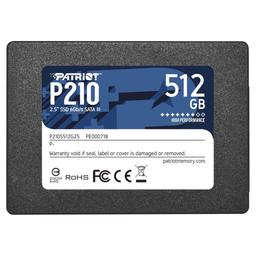 PATRIOT
P210
2.5" SSD 6Gb/s SATA III
512
GB
HIGH PERFORMANCE
P210S512G25 PE000718
P-
Warranty void if seal, label or cover is damaged or removed.
patriotmemory.com
RoHS CE